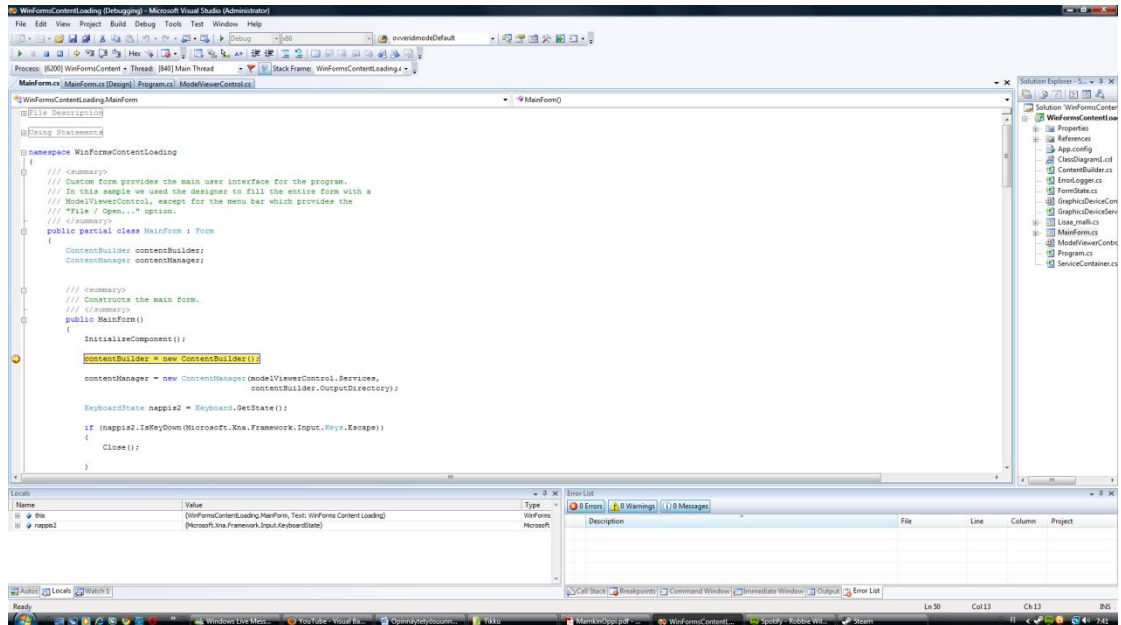 WinFormsContentLoading (Debugging) - Microsoft Visual Studio (Administrator)
File Edit View Project Build Debug Tools Test Window Help
Debug x86 ovveridmodeDefault
Hex
Process: [6200] WinFormsContent Thread: [840] Main Thread Stack Frame: WinFormsContentLoading.
MainForm.cs MainForm.cs [Design] Program.cs ModelViewerControl.cs
WinFormsContentLoading.MainForm MainForm()
File Description
Using Statements
namespace WinFormsContentLoading
{
/// <summary>
/// Custom form provides the main user interface for the program.
/// In this sample we used the designer to fill the entire form with a
/// ModelViewerControl, except for the menu bar which provides the
/// "File / Open..." option.
/// </summary>
public partial class MainForm : Form
{
ContentBuilder contentBuilder;
ContentManager contentManager;
/// <summary>
/// Constructs the main form.
/// </summary>
public MainForm()
{
InitializeComponent();
contentBuilder = new ContentBuilder();
contentManager = new ContentManager(modelViewerControl.Services,
contentBuilder.OutputDirectory);
KeyboardState nappis2 = Keyboard.GetState();
if (nappis2.IsKeyDown(Microsoft.Xna.Framework.Input.Keys.Escape))
{
Close();
}
Solution Explorer - S...
Solution 'WinFormsConter
WinFormsContentLoa
Properties
References
App.config
ClassDiagram1.cd
ContentBuilder.cs
ErrorLogger.cs
FormState.cs
GraphicsDeviceCon
GraphicsDeviceServ
Lisaa_malli.cs
MainForm.cs
ModelViewerContro
Program.cs
ServiceContainer.cs
Locals
Name Value Type
this {WinFormsContentLoading.MainForm, Text: WinForms Content Loading} WinForms
nappis2 {Microsoft.Xna.Framework.Input.KeyboardState} Microsoft
Error List
0 Errors 0 Warnings 0 Messages
Description File Line Column Project
Autos Locals Watch 1
Call Stack Breakpoints Command Window Immediate Window Output Error List
Ready Ln 50 Col 13 Ch 13 INS
Windows Live Mess... YouTube - Visual Ba... Opinnäytetyösuunn... Tikku MamkinOppi.pdf - ... WinFormsContentL... Spotify - Robbie Wil... Steam FI 7:41